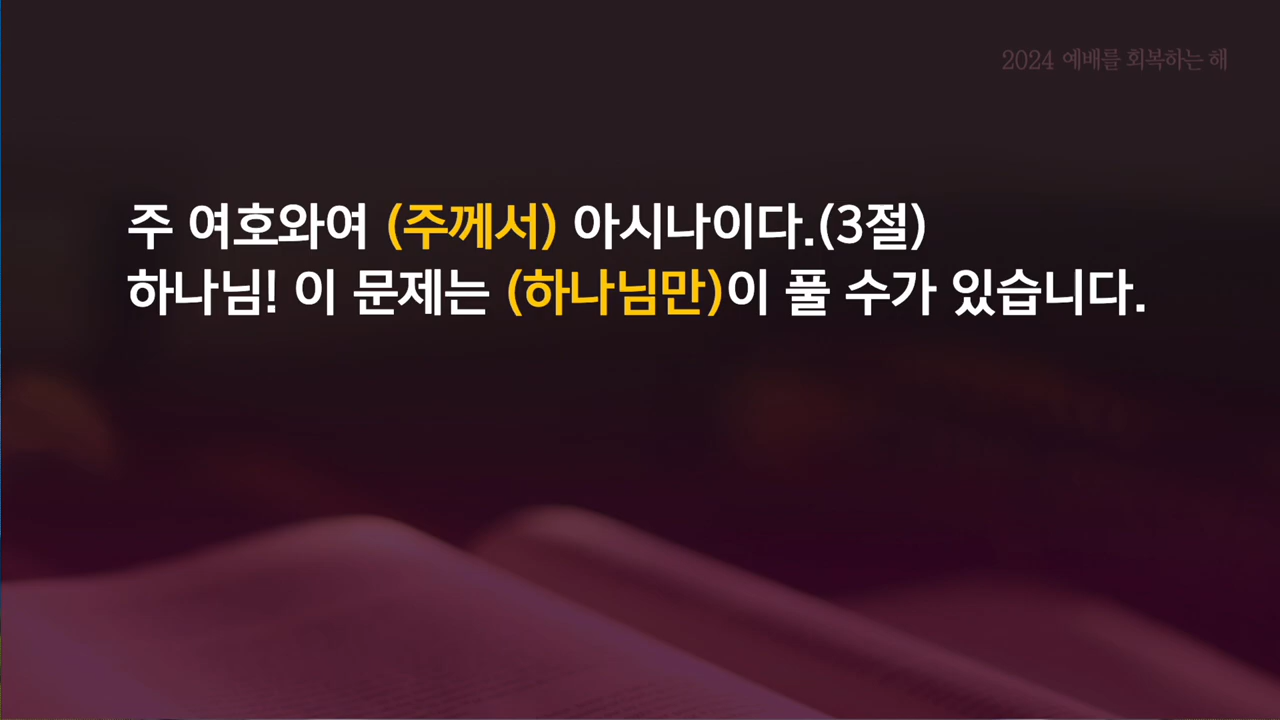 2024 예배를 회복하는 해
주 여호와여 (주께서) 아시나이다.(3절)
하나님! 이 문제는 (하나님만)이 풀 수가 있습니다.